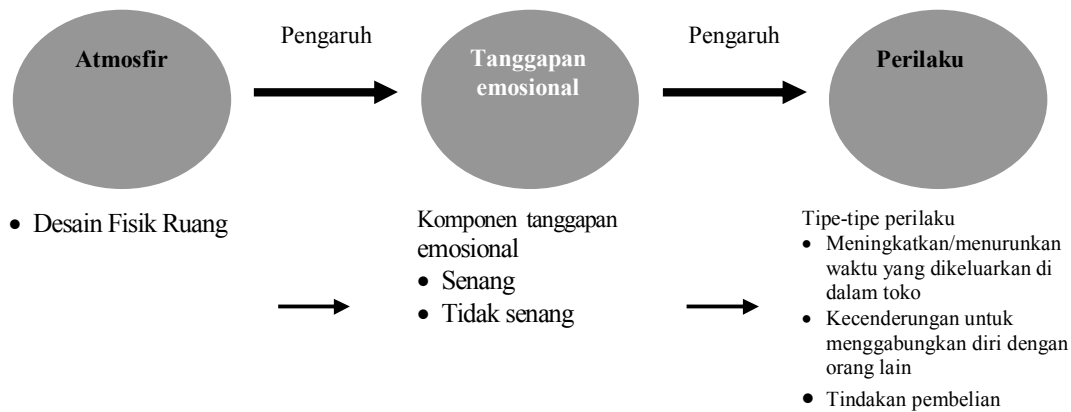 Atmosfir
Pengaruh
Tanggapan
emosional
Pengaruh
Perilaku
• Desain Fisik Ruang
Komponen tanggapan
emosional
• Senang
• Tidak senang
Tipe-tipe perilaku
• Meningkatkan/menurunkan
waktu yang dikeluarkan di
dalam toko
• Kecenderungan untuk
menggabungkan diri dengan
orang lain
• Tindakan pembelian